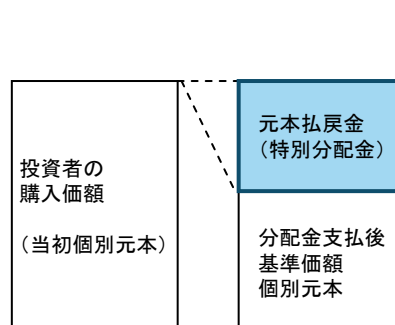 投資者の
購入価額
（当初個別元本）
元本払戻金
（特別分配金）
分配金支払後
基準価額
個別元本